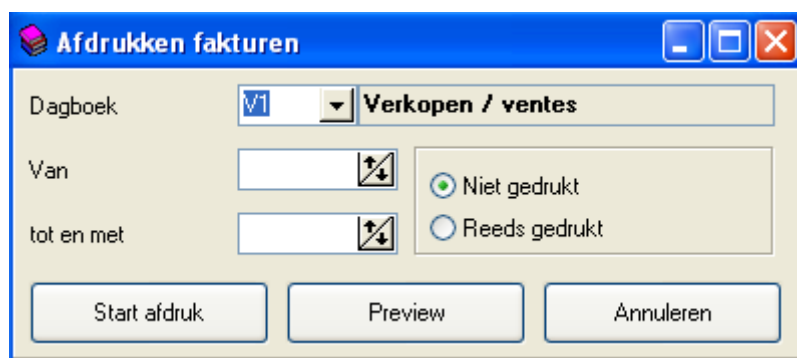 Afdrukken fakturen
Dagboek V1 Verkopen / ventes
Van
Niet gedrukt
tot en met
Reeds gedrukt
Start afdruk Preview Annuleren